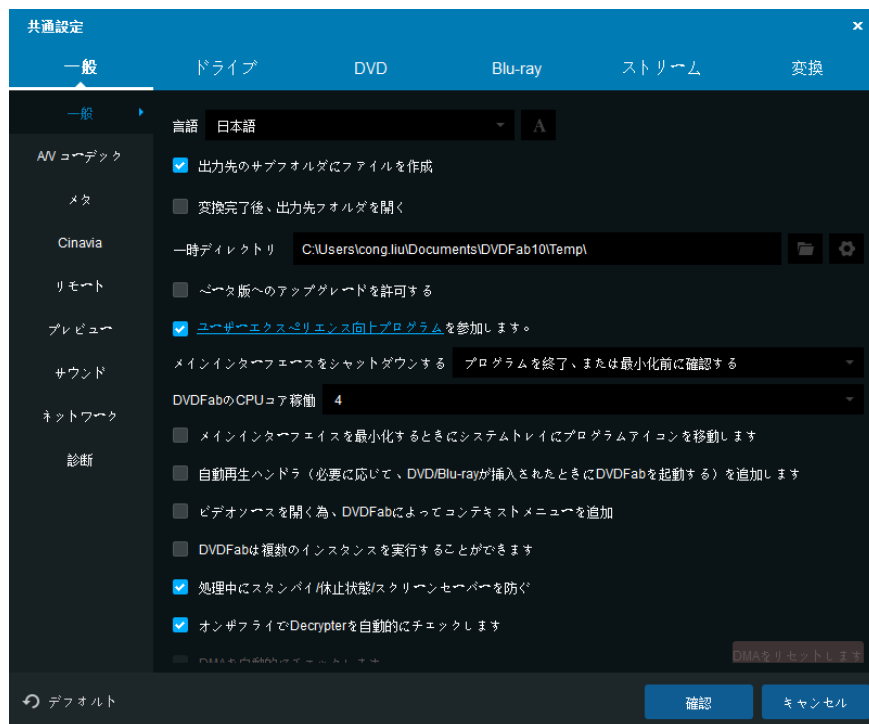 共通設定
×
一般
ドライブ
DVD
Blu-ray
ストリーム
変換
一般
A/V コーデック
メタ
Cinavia
リモート
プレビュー
サウンド
ネットワーク
診断
言語 日本語 A
出力先のサブフォルダにファイルを作成
変換完了後、出力先フォルダを開く
一時ディレクトリ C:\Users\cong.liu\Documents\DVDFab10\Temp\
ベータ版へのアップグレードを許可する
ユーザーエクスペリエンス向上プログラムを参加します。
メインインターフェースをシャットダウンする プログラムを終了、または最小化前に確認する
DVDFabのCPUコア稼働 4
メインインターフェイスを最小化するときにシステムトレイにプログラムアイコンを移動します
自動再生ハンドラ（必要に応じて、DVD/Blu-rayが挿入されたときにDVDFabを起動する）を追加します
ビデオソースを開く為、DVDFabによってコンテキストメニューを追加
DVDFabは複数のインスタンスを実行することができます
処理中にスタンバイ/休止状態/スクリーンセーバーを防ぐ
オンザフライでDecrypterを自動的にチェックします
DMAを自動的にチェックします
DMAをリセットします
デフォルト
確認
キャンセル